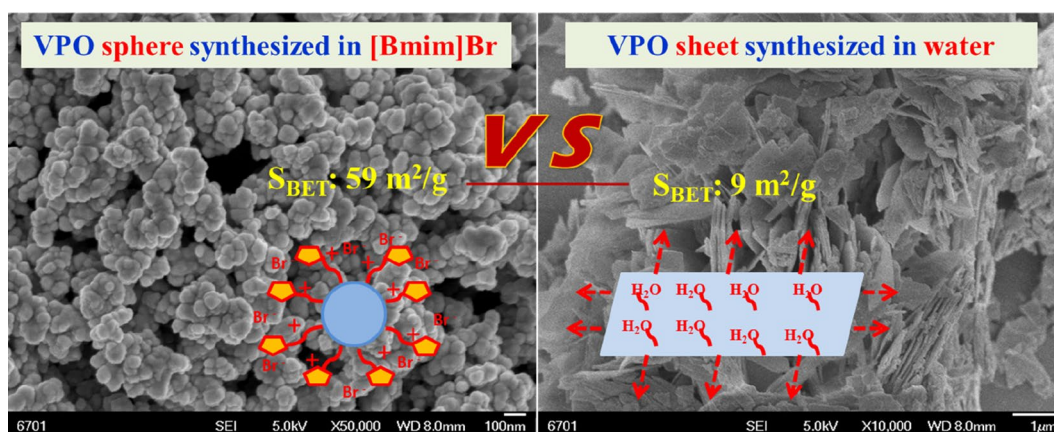 VPO sphere synthesized in [Bmim]Br
VPO sheet synthesized in water
VS
S_BET: 59 m²/g
S_BET: 9 m²/g
Br⁻
+
+
Br⁻
Br⁻
+
+
Br⁻
Br⁻
+
+
Br⁻
Br
+
+
Br⁻
H₂O
H₂O
H₂O
H₂O
H₂O
H₂O
H₂O
H₂O
6701 SEI 5.0kV X50,000 WD 8.0mm 100nm
6701 SEI 5.0kV X10,000 WD 8.0mm 1μm